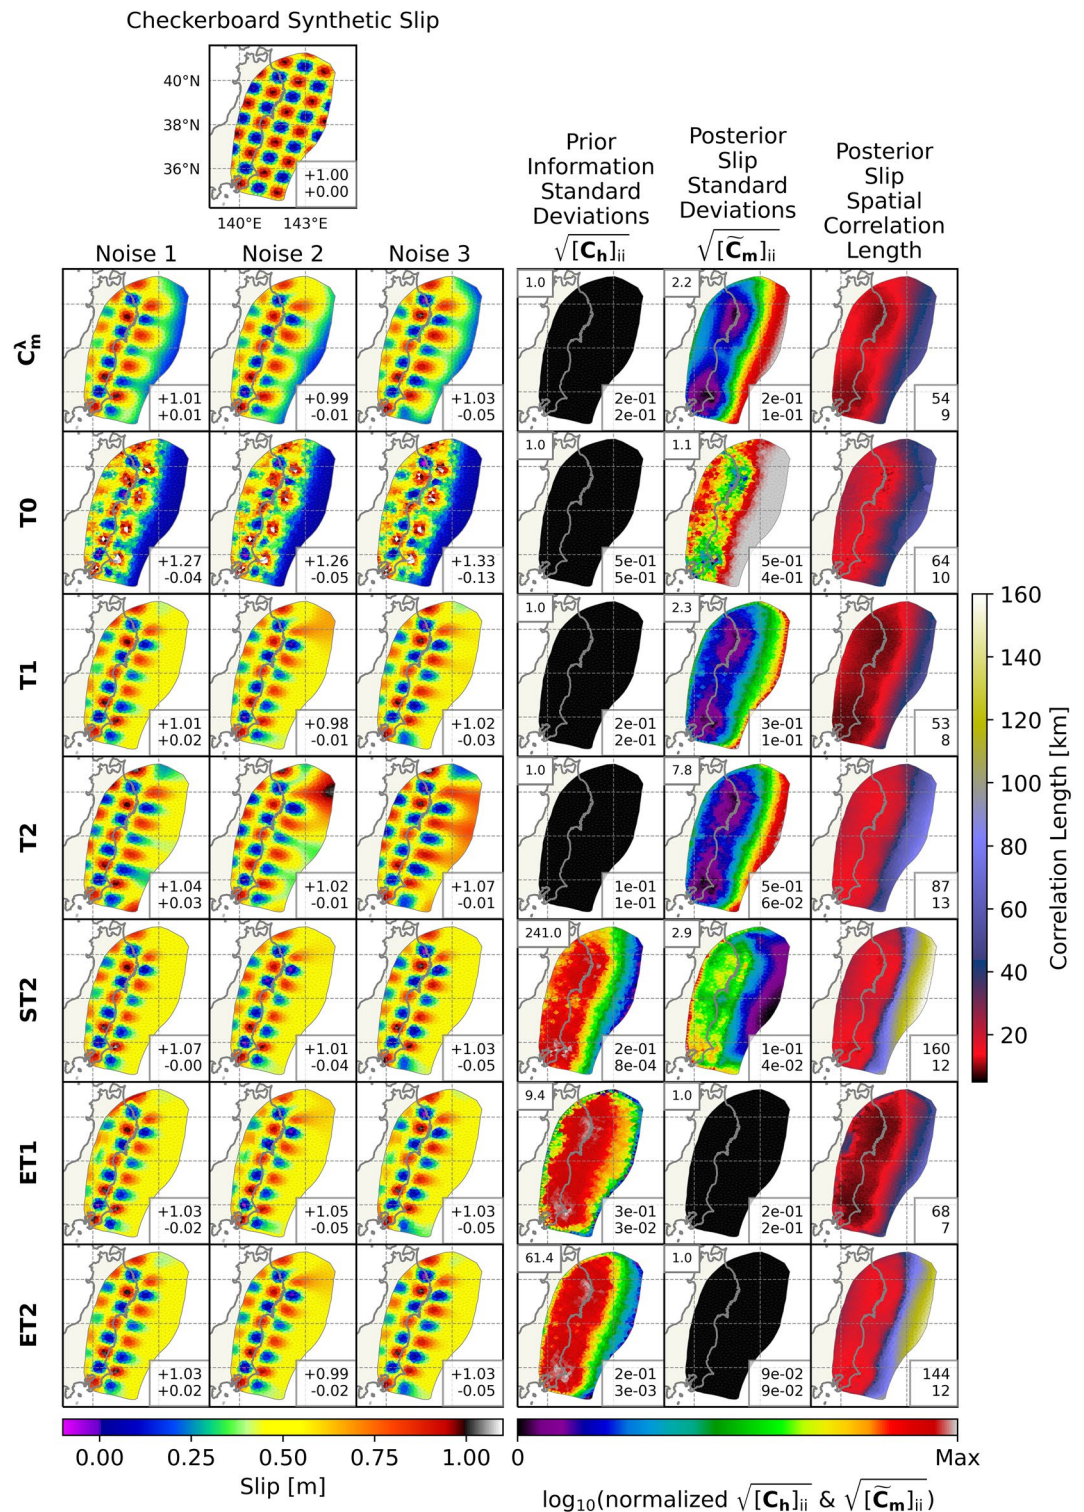 Checkerboard Synthetic Slip
40°N
38°N
36°N
+1.00
+0.00
140°E 143°E
Prior
Information
Standard
Deviations
√[C_h]_ii
Posterior
Slip
Standard
Deviations
√[C̃_m]_ii
Posterior
Slip
Spatial
Correlation
Length
Noise 1 Noise 2 Noise 3
C_m^λ
+1.01
+0.01
+0.99
-0.01
+1.03
-0.05
1.0
2e-01
2e-01
2.2
2e-01
1e-01
54
9
T0
+1.27
-0.04
+1.26
-0.05
+1.33
-0.13
1.0
5e-01
5e-01
1.1
5e-01
4e-01
64
10
T1
+1.01
+0.02
+0.98
-0.01
+1.02
-0.03
1.0
2e-01
2e-01
2.3
3e-01
1e-01
53
8
T2
+1.04
+0.03
+1.02
-0.01
+1.07
-0.01
1.0
1e-01
1e-01
7.8
5e-01
6e-02
87
13
ST2
+1.07
-0.00
+1.01
-0.04
+1.03
-0.05
241.0
2e-01
8e-04
2.9
1e-01
4e-02
160
12
ET1
+1.03
-0.02
+1.05
-0.05
+1.03
-0.05
9.4
3e-01
3e-02
1.0
2e-01
2e-01
68
7
ET2
+1.03
+0.02
+0.99
-0.02
+1.03
-0.05
61.4
2e-01
3e-03
1.0
9e-02
9e-02
144
12
160
140
120
100
80
60
40
20
Correlation Length [km]
0.00 0.25 0.50 0.75 1.00
Slip [m]
0 Max
log10(normalized √[C_h]_ii & √[C̃_m]_ii)